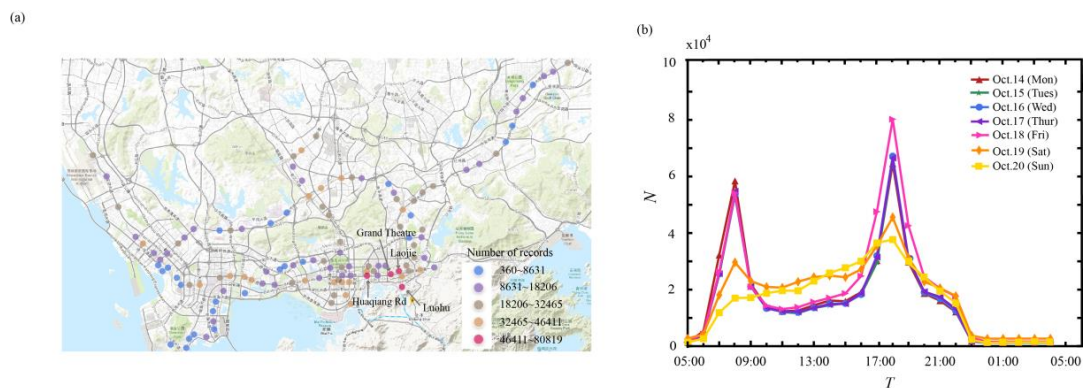 (a)
Grand Theatre
Laojie
Huaqiang Rd
Luohu
Number of records
360~8631
8631~18206
18206~32465
32465~46411
46411~80819
(b)
x10⁴
10
8
6
4
2
0
N
05:00
09:00
13:00
17:00
21:00
01:00
05:00
T
Oct.14 (Mon)
Oct.15 (Tues)
Oct.16 (Wed)
Oct.17 (Thur)
Oct.18 (Fri)
Oct.19 (Sat)
Oct.20 (Sun)